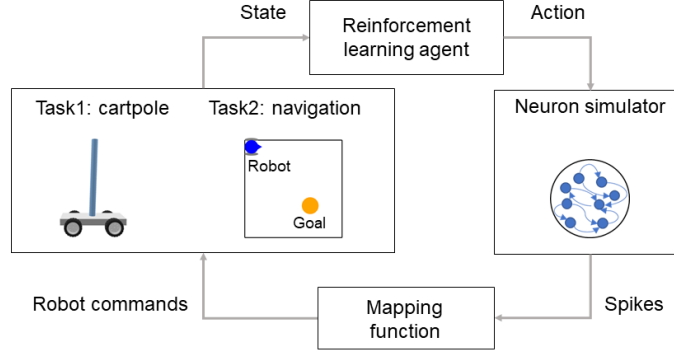 State
Reinforcement
learning agent
Action
Task1: cartpole
Task2: navigation
Neuron simulator
Robot
Goal
Robot commands
Mapping
function
Spikes